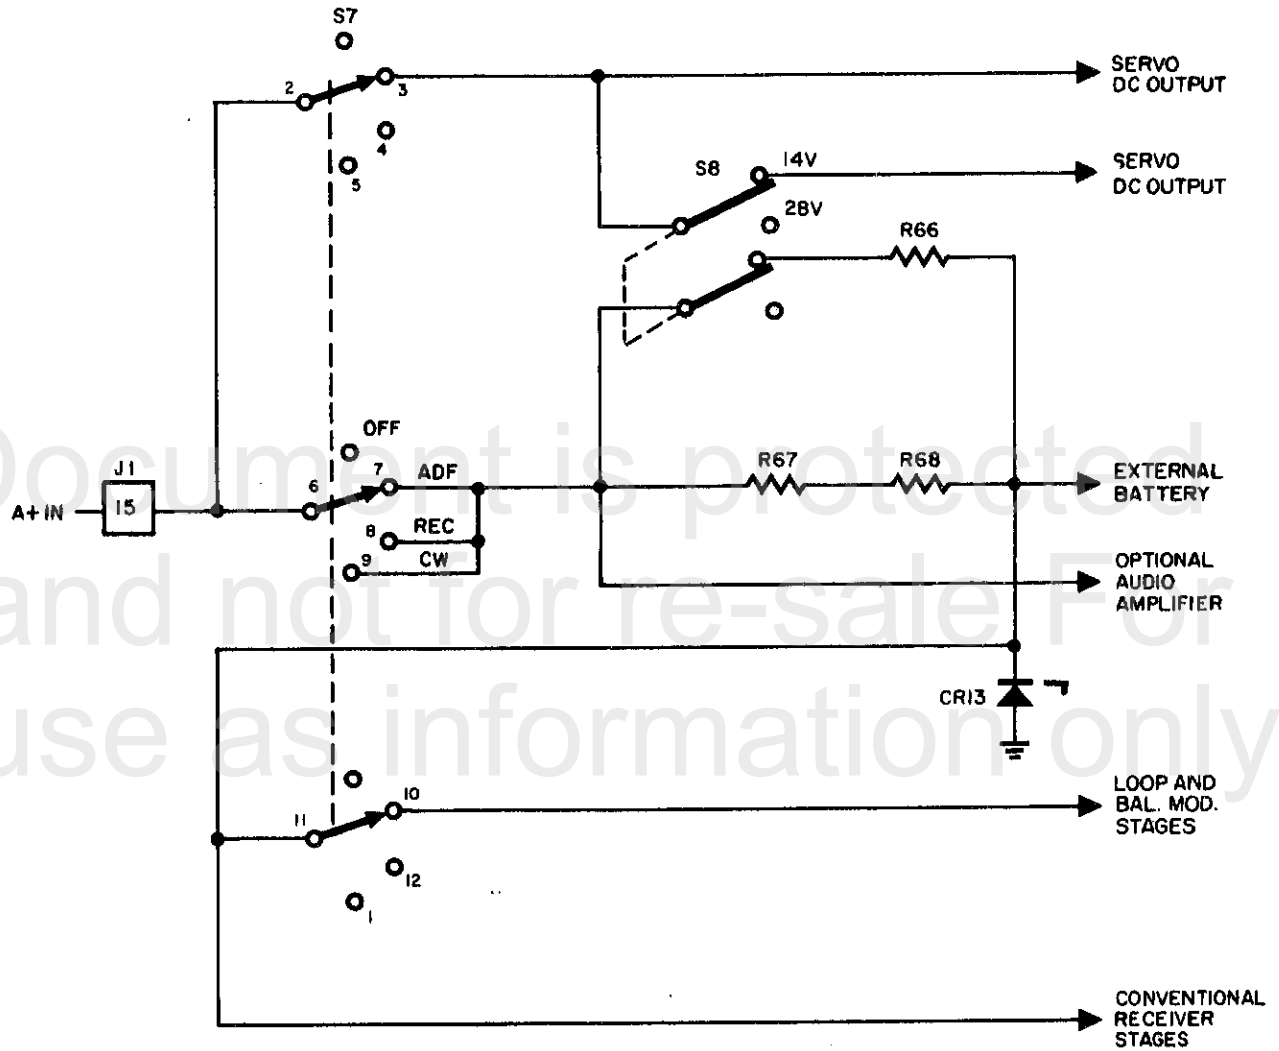 S7
2
3
4
5
SERVO
DC OUTPUT
S8
14V
SERVO
DC OUTPUT
28V
R66
OFF
J1
A+ IN
15
6
7
ADF
8
REC
9
CW
R67
R68
EXTERNAL
BATTERY
OPTIONAL
AUDIO
AMPLIFIER
CR13
10
11
12
1
LOOP AND
BAL. MOD.
STAGES
CONVENTIONAL
RECEIVER
STAGES
Document is protected
and not for re-sale For
use as information only